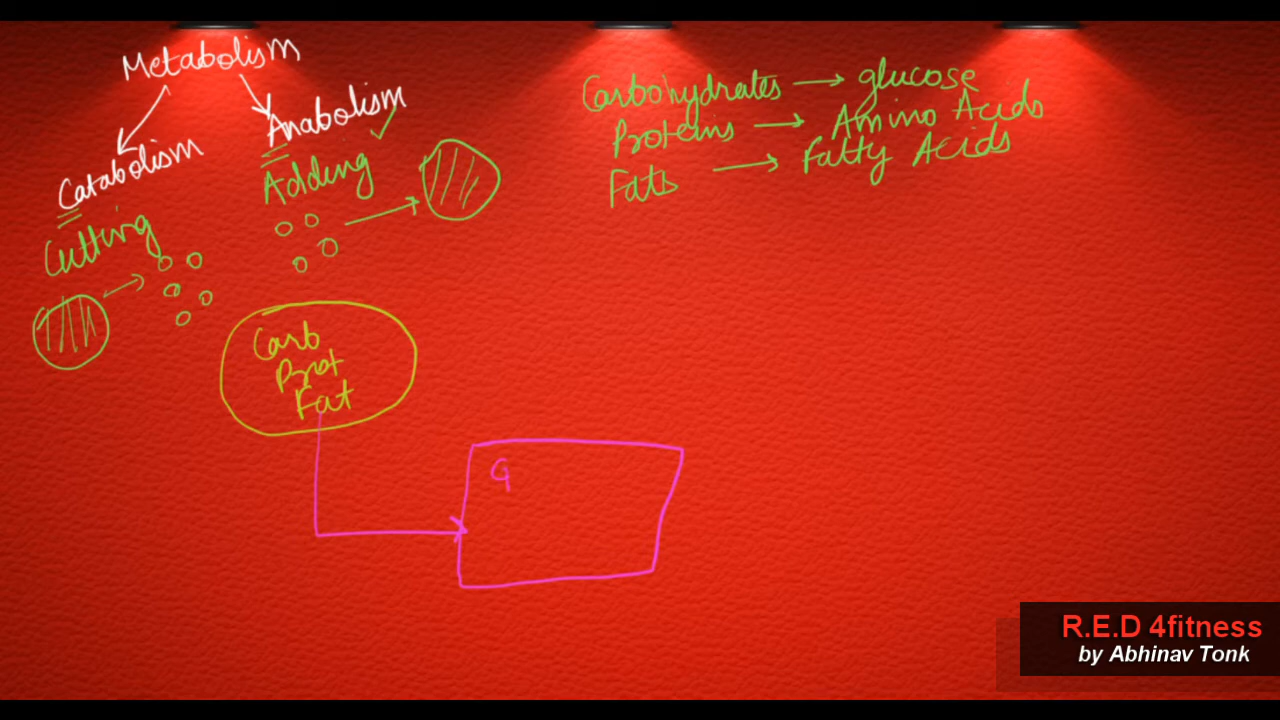 Metabolism
Catabolism
Cutting
Anabolism
Adding
Carbohydrates → glucose
Proteins → Amino Acids
Fats → Fatty Acids
Carb
Prot
Fat
G
R.E.D 4fitness
by Abhinav Tonk